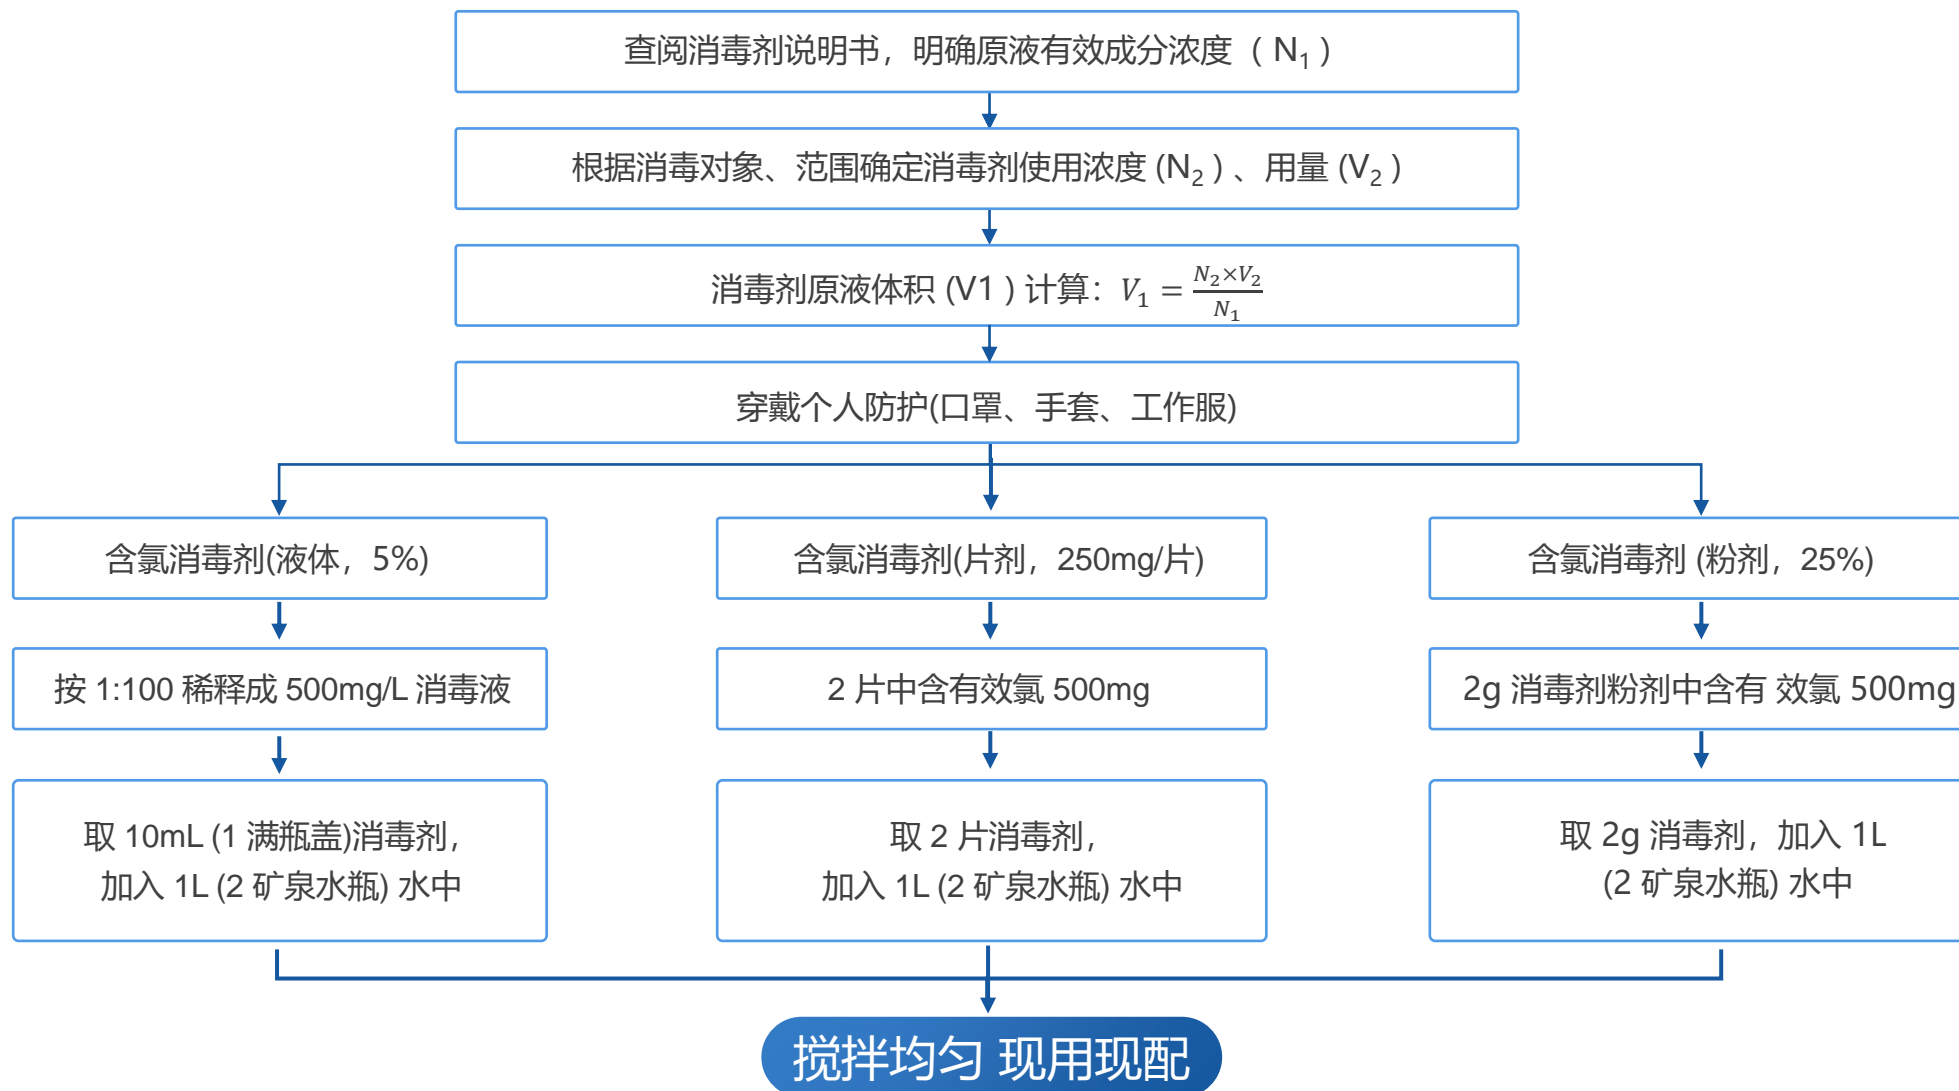 查阅消毒剂说明书，明确原液有效成分浓度（ N₁ ）
根据消毒对象、范围确定消毒剂使用浓度 (N₂ ) 、用量 (V₂ )
消毒剂原液体积 (V1 ) 计算：V₁ = N₂×V₂ / N₁
穿戴个人防护(口罩、手套、工作服)
含氯消毒剂(液体，5%)
含氯消毒剂(片剂，250mg/片)
含氯消毒剂 (粉剂，25%)
按 1:100 稀释成 500mg/L 消毒液
2 片中含有效氯 500mg
2g 消毒剂粉剂中含有 效氯 500mg
取 10mL (1 满瓶盖)消毒剂，
加入 1L (2 矿泉水瓶) 水中
取 2 片消毒剂，
加入 1L (2 矿泉水瓶) 水中
取 2g 消毒剂，加入 1L
(2 矿泉水瓶) 水中
搅拌均匀 现用现配